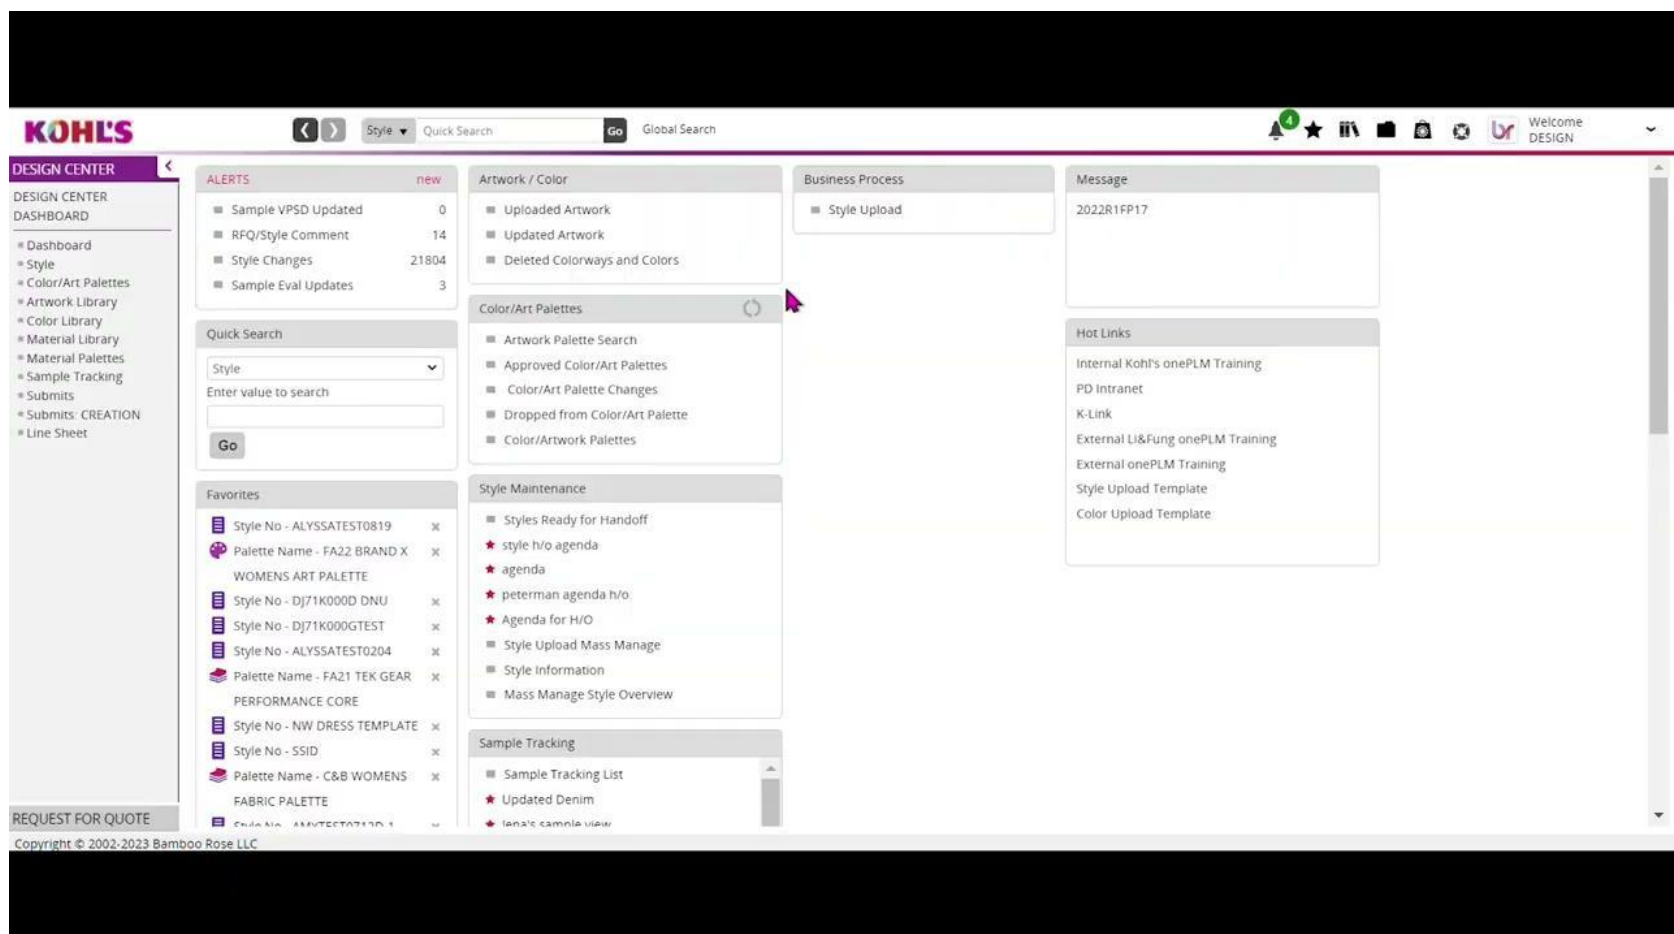 KOHL'S
Style
Quick Search
Go
Global Search
4
br
Welcome
DESIGN
DESIGN CENTER
DESIGN CENTER
DASHBOARD
Dashboard
Style
Color/Art Palettes
Artwork Library
Color Library
Material Library
Material Palettes
Sample Tracking
Submits
Submits: CREATION
Line Sheet
REQUEST FOR QUOTE
ALERTS new
Sample VPSD Updated 0
RFQ/Style Comment 14
Style Changes 21804
Sample Eval Updates 3
Quick Search
Style
Enter value to search
Go
Favorites
Style No - ALYSSATEST0819
Palette Name - FA22 BRAND X
WOMENS ART PALETTE
Style No - DJ71K000D DNU
Style No - DJ71K000GTEST
Style No - ALYSSATEST0204
Palette Name - FA21 TEK GEAR
PERFORMANCE CORE
Style No - NW DRESS TEMPLATE
Style No - SSID
Palette Name - C&B WOMENS
FABRIC PALETTE
Style No - AMYTEST0712D-1
Artwork / Color
Uploaded Artwork
Updated Artwork
Deleted Colorways and Colors
Color/Art Palettes
Artwork Palette Search
Approved Color/Art Palettes
Color/Art Palette Changes
Dropped from Color/Art Palette
Color/Artwork Palettes
Style Maintenance
Styles Ready for Handoff
style h/o agenda
agenda
peterman agenda h/o
Agenda for H/O
Style Upload Mass Manage
Style Information
Mass Manage Style Overview
Sample Tracking
Sample Tracking List
Updated Denim
lena's sample view
Business Process
Style Upload
Message
2022R1FP17
Hot Links
Internal Kohl's onePLM Training
PD Intranet
K-Link
External Li&Fung onePLM Training
External onePLM Training
Style Upload Template
Color Upload Template
Copyright © 2002-2023 Bamboo Rose LLC